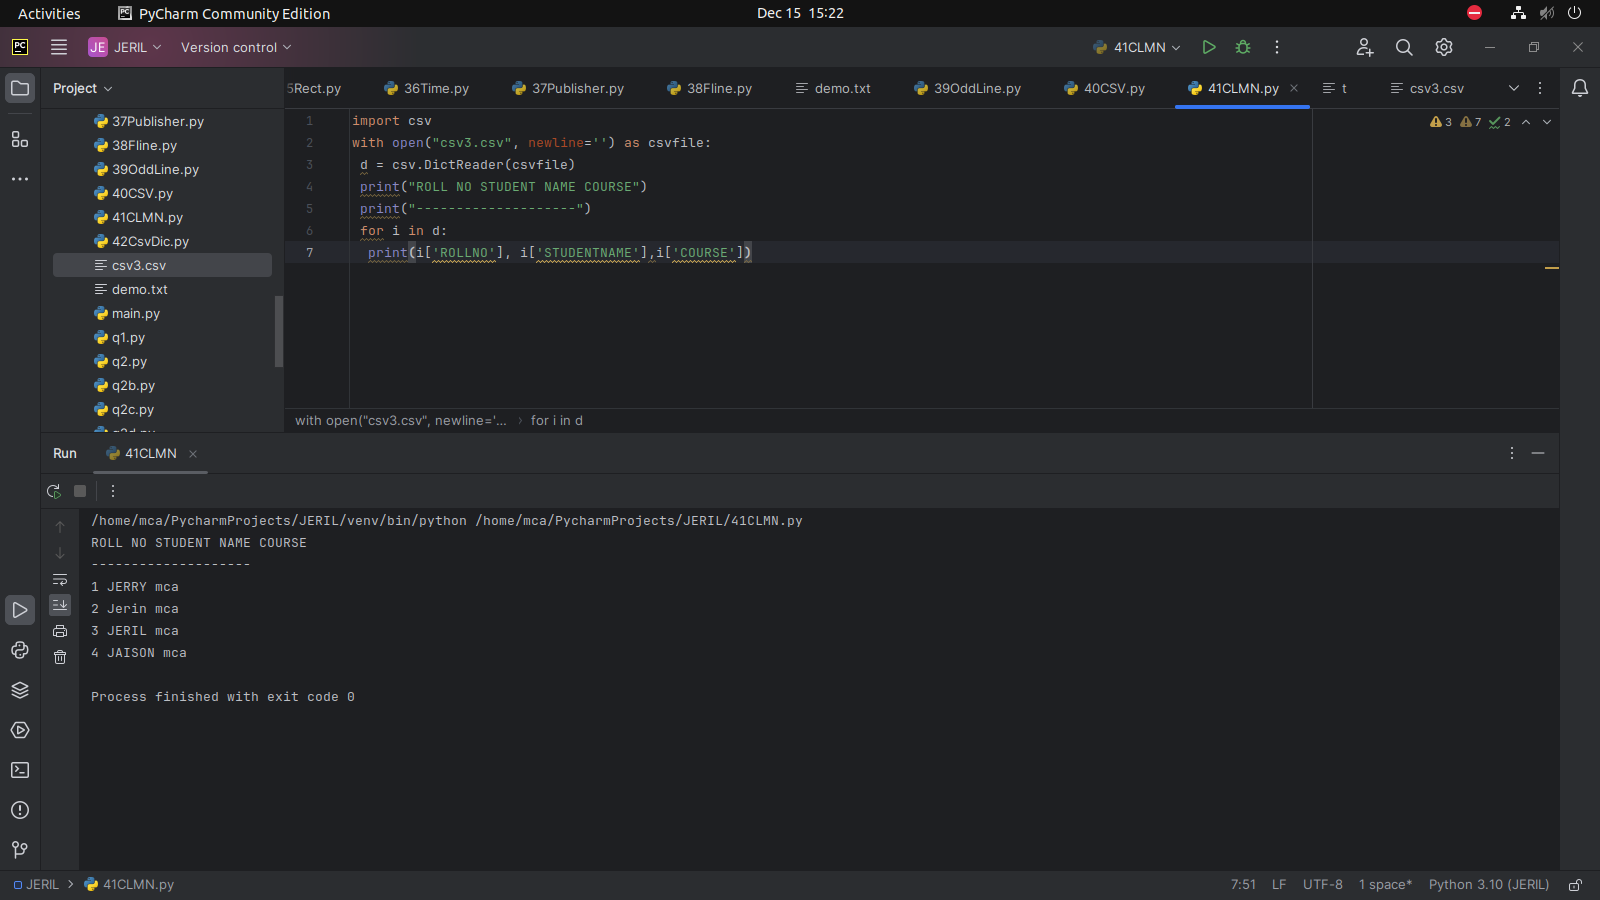 Activities PyCharm Community Edition Dec 15 15:22
PC JE JERIL Version control 41CLMN
Project 5Rect.py 36Time.py 37Publisher.py 38Fline.py demo.txt 39OddLine.py 40CSV.py 41CLMN.py t csv3.csv
37Publisher.py
38Fline.py
39OddLine.py
40CSV.py
41CLMN.py
42CsvDic.py
csv3.csv
demo.txt
main.py
q1.py
q2.py
q2b.py
q2c.py
1 import csv
2 with open("csv3.csv", newline='') as csvfile:
3 d = csv.DictReader(csvfile)
4 print("ROLL NO STUDENT NAME COURSE")
5 print("--------------------")
6 for i in d:
7 print(i['ROLLNO'], i['STUDENTNAME'],i['COURSE'])
3 7 2
with open("csv3.csv", newline='... › for i in d
Run 41CLMN
/home/mca/PycharmProjects/JERIL/venv/bin/python /home/mca/PycharmProjects/JERIL/41CLMN.py
ROLL NO STUDENT NAME COURSE
--------------------
1 JERRY mca
2 Jerin mca
3 JERIL mca
4 JAISON mca
Process finished with exit code 0
JERIL 41CLMN.py 7:51 LF UTF-8 1 space* Python 3.10 (JERIL)